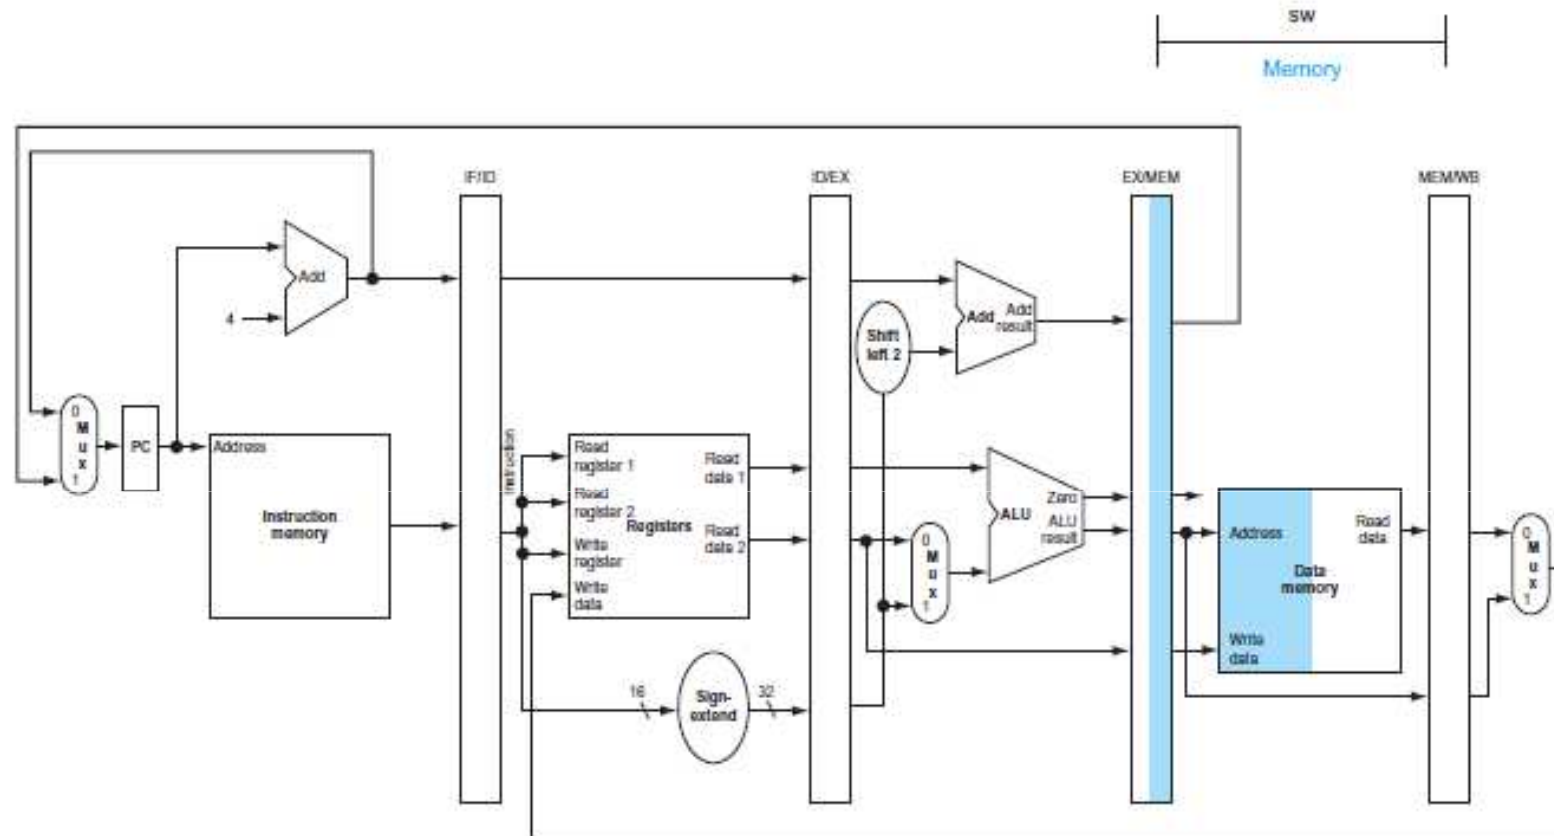 SW
Memory
IF/ID
ID/EX
EX/MEM
MEM/WB
Add
4
Add
Add
result
Shift
left 2
0
M
u
x
1
PC
Address
Instruction
memory
Instruction
Read
register 1
Read
register 2
Write
register
Write
data
Registers
Read
data 1
Read
data 2
0
M
u
x
1
Zero
ALU
ALU
result
Address
Read
data
Data
memory
Write
data
0
M
u
x
1
16
Sign-
extend
32